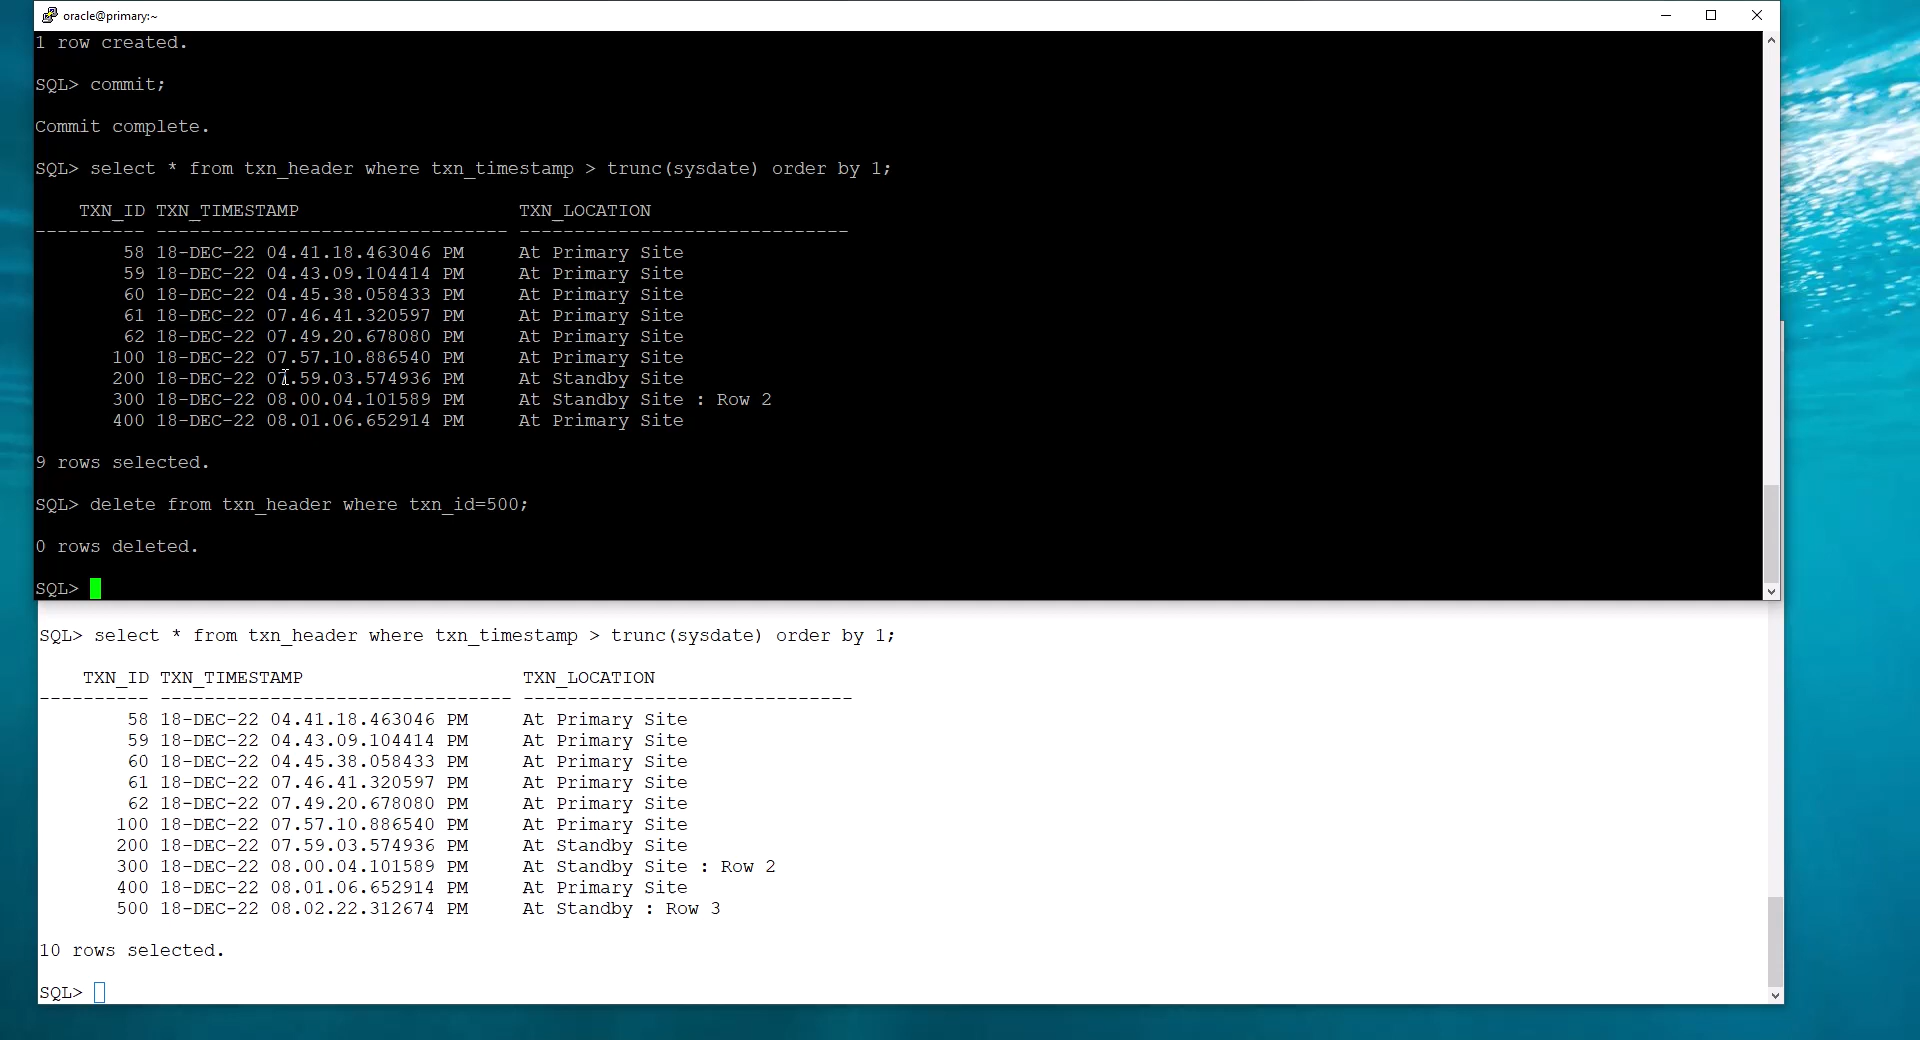 oracle@primary:~
1 row created.
SQL> commit;
Commit complete.
SQL> select * from txn_header where txn_timestamp > trunc(sysdate) order by 1;
TXN_ID TXN_TIMESTAMP TXN_LOCATION
---------- -------------------------------- ------------------------------
58 18-DEC-22 04.41.18.463046 PM At Primary Site
59 18-DEC-22 04.43.09.104414 PM At Primary Site
60 18-DEC-22 04.45.38.058433 PM At Primary Site
61 18-DEC-22 07.46.41.320597 PM At Primary Site
62 18-DEC-22 07.49.20.678080 PM At Primary Site
100 18-DEC-22 07.57.10.886540 PM At Primary Site
200 18-DEC-22 07.59.03.574936 PM At Standby Site
300 18-DEC-22 08.00.04.101589 PM At Standby Site : Row 2
400 18-DEC-22 08.01.06.652914 PM At Primary Site
9 rows selected.
SQL> delete from txn_header where txn_id=500;
0 rows deleted.
SQL>
SQL> select * from txn_header where txn_timestamp > trunc(sysdate) order by 1;
TXN_ID TXN_TIMESTAMP TXN_LOCATION
---------- -------------------------------- ------------------------------
58 18-DEC-22 04.41.18.463046 PM At Primary Site
59 18-DEC-22 04.43.09.104414 PM At Primary Site
60 18-DEC-22 04.45.38.058433 PM At Primary Site
61 18-DEC-22 07.46.41.320597 PM At Primary Site
62 18-DEC-22 07.49.20.678080 PM At Primary Site
100 18-DEC-22 07.57.10.886540 PM At Primary Site
200 18-DEC-22 07.59.03.574936 PM At Standby Site
300 18-DEC-22 08.00.04.101589 PM At Standby Site : Row 2
400 18-DEC-22 08.01.06.652914 PM At Primary Site
500 18-DEC-22 08.02.22.312674 PM At Standby : Row 3
10 rows selected.
SQL>